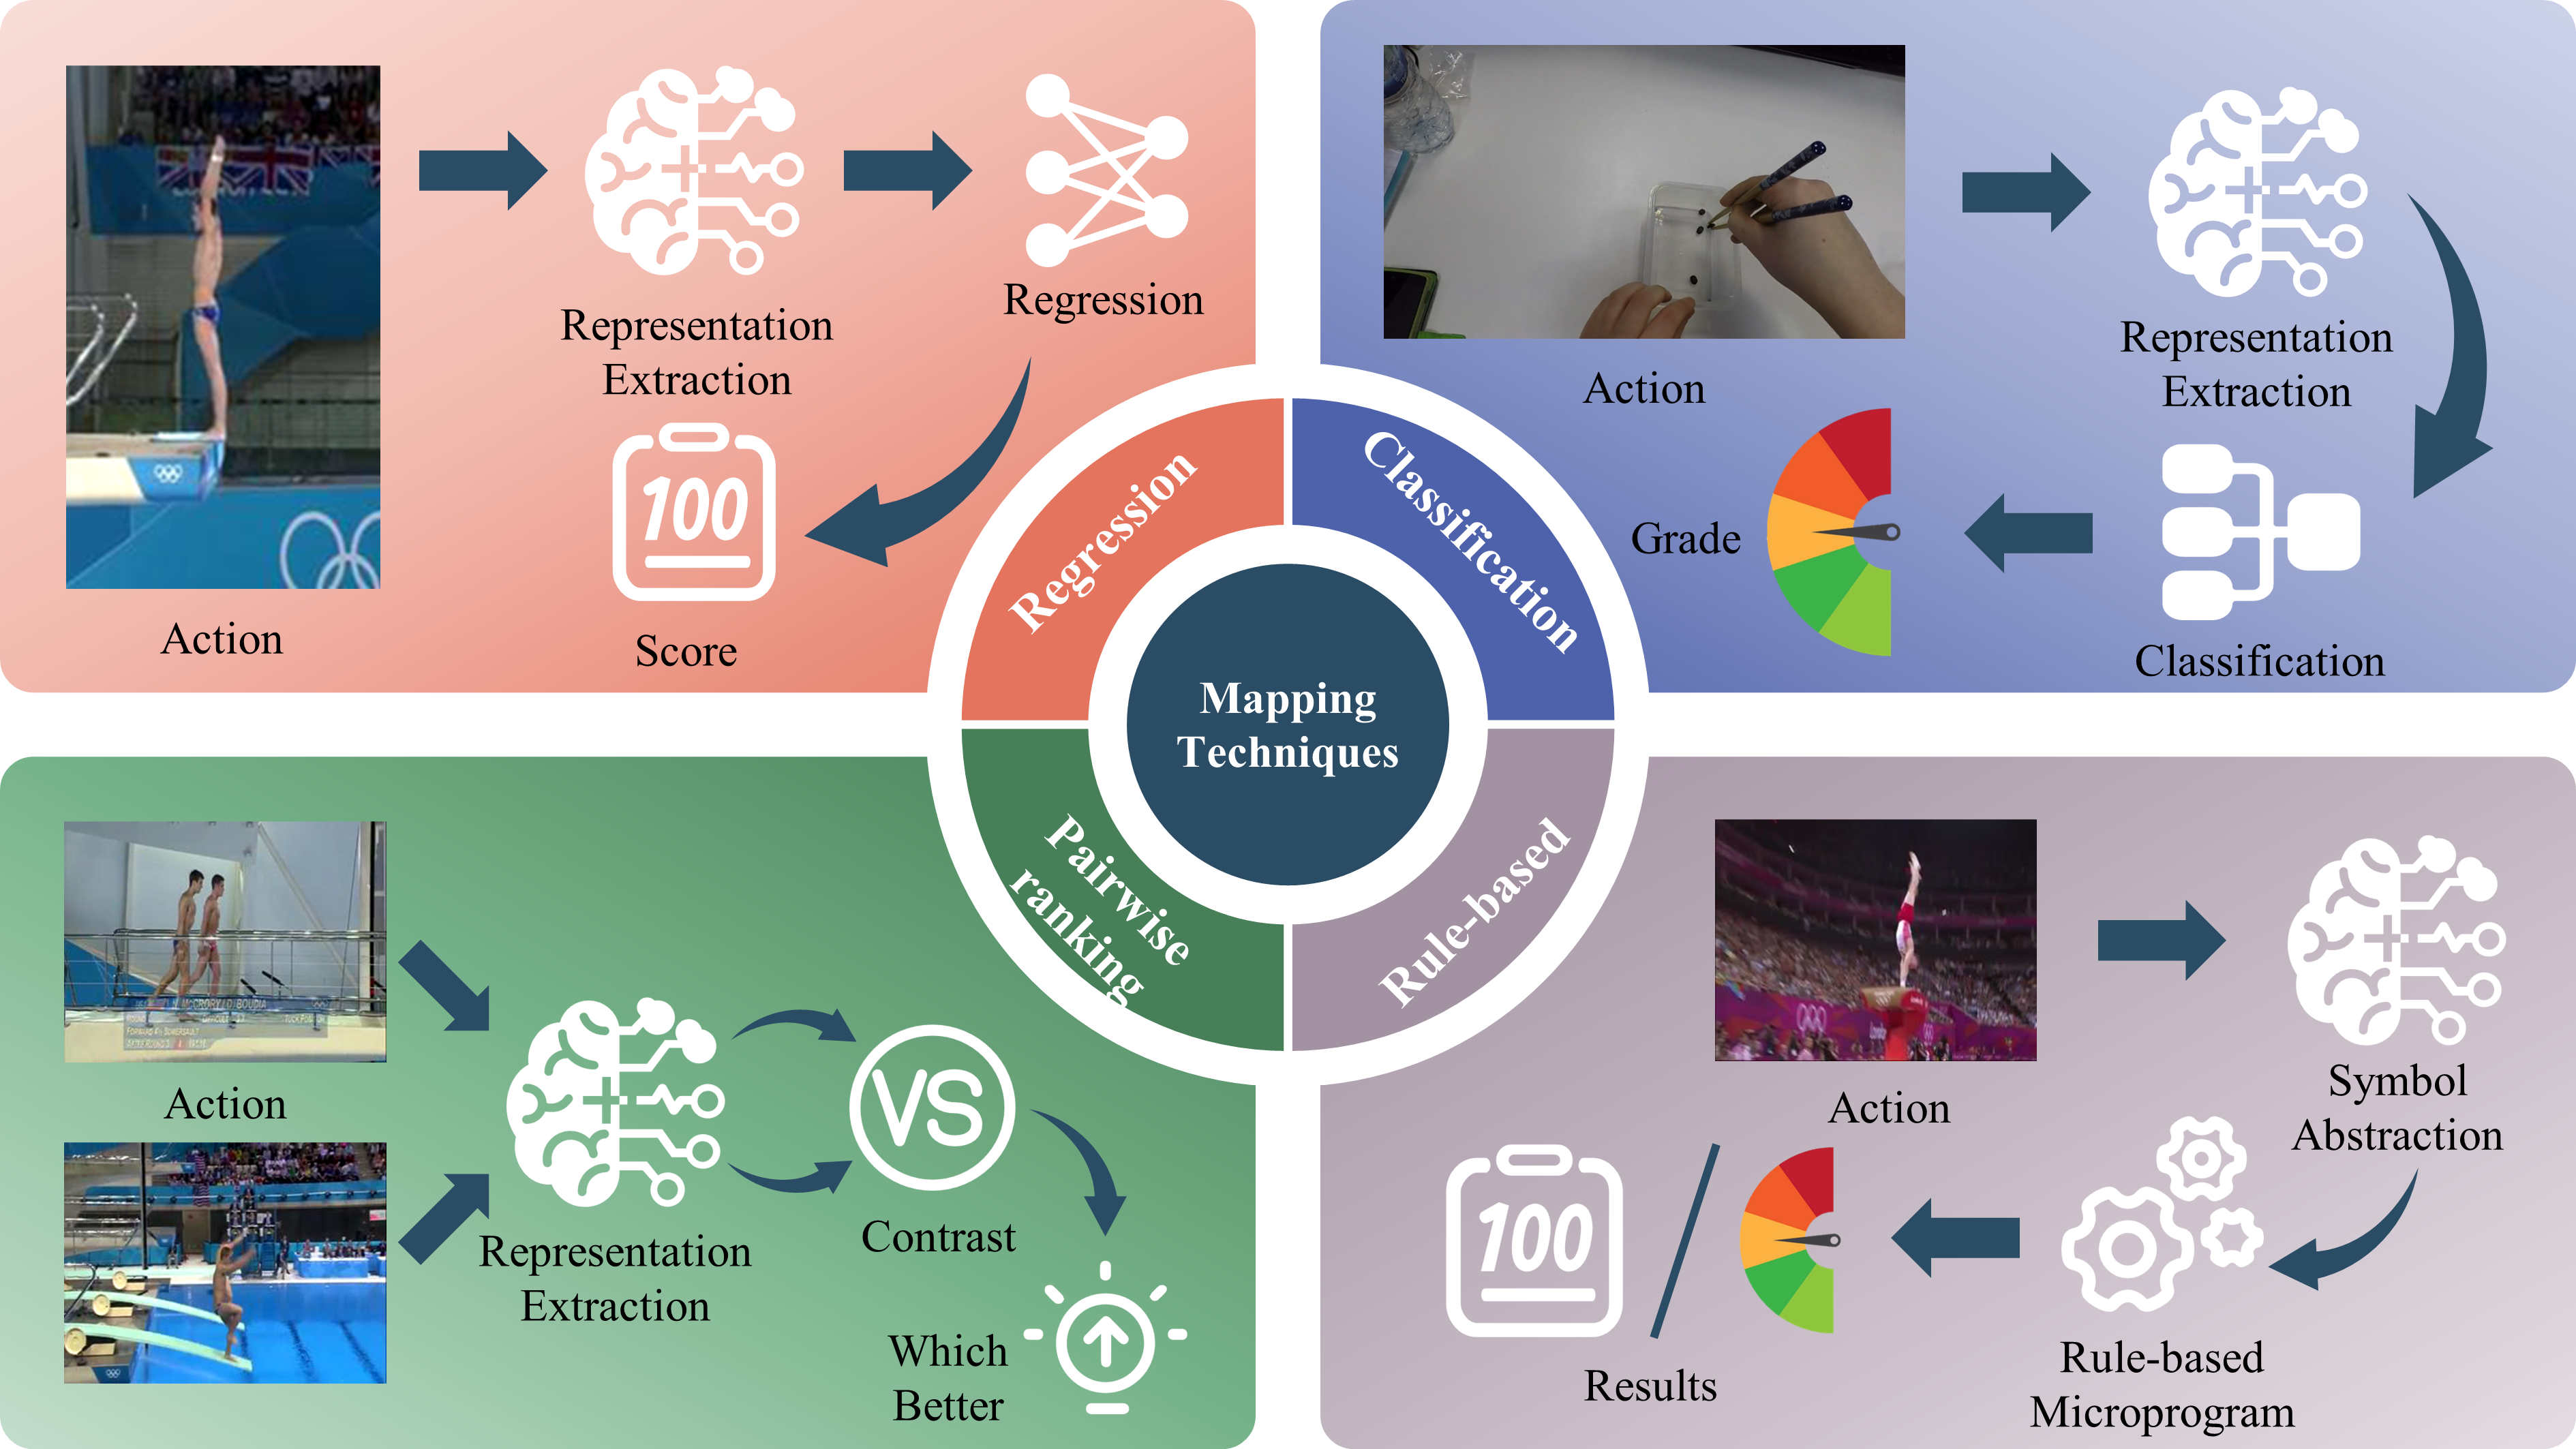 Action
Representation
Extraction
Regression
100
Score
Action
Representation
Extraction
Classification
Grade
Regression
Classification
Pairwise
ranking
Rule-based
Mapping
Techniques
Action
Representation
Extraction
VS
Contrast
Which
Better
Action
Symbol
Abstraction
Rule-based
Microprogram
100
Results